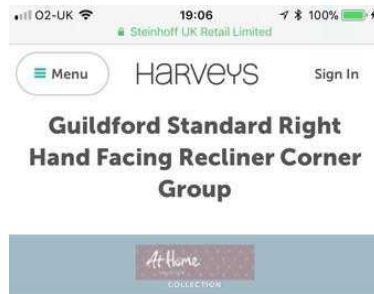 O2-UK 19:06 100%
Steinhoff UK Retail Limited
Menu HARVEYS Sign In
Guildford Standard Right
Hand Facing Recliner Corner
Group
At Home
COLLECTION